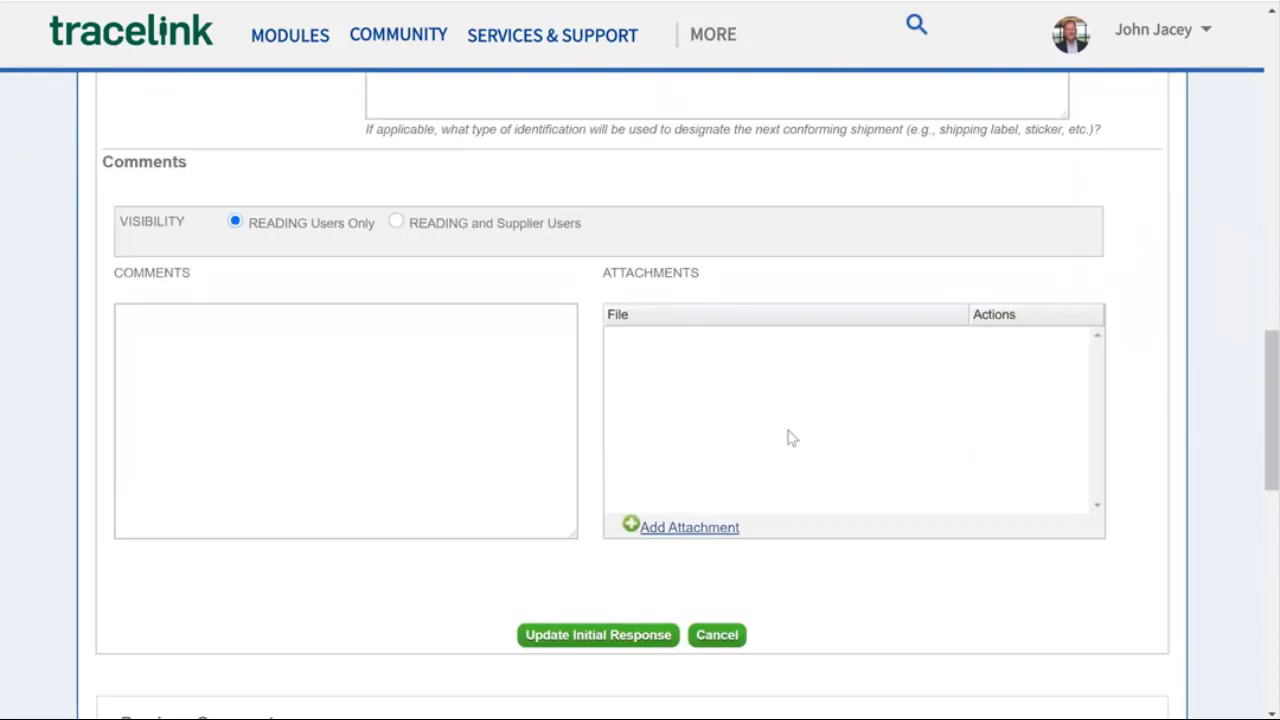 tracelink MODULES COMMUNITY SERVICES & SUPPORT MORE John Jacey
If applicable, what type of identification will be used to designate the next conforming shipment (e.g., shipping label, sticker, etc.)?
Comments
VISIBILITY READING Users Only READING and Supplier Users
COMMENTS ATTACHMENTS
File Actions
Add Attachment
Update Initial Response Cancel